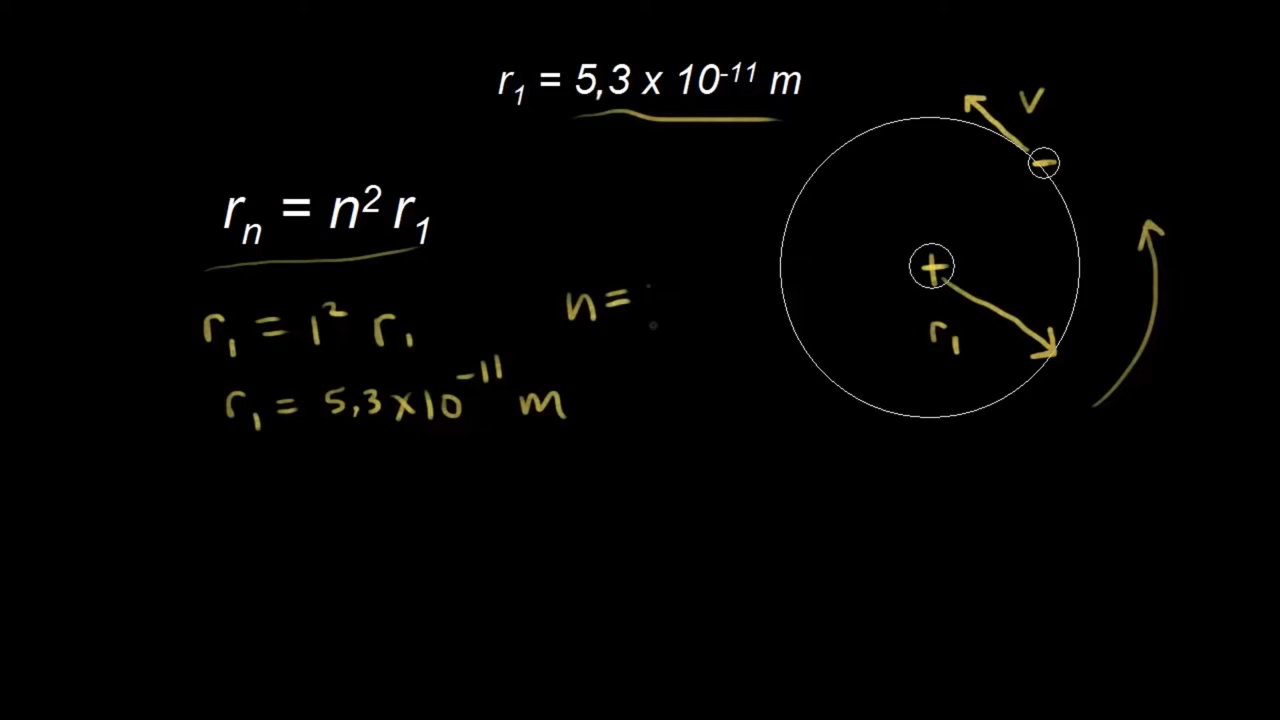 r₁ = 5,3 x 10⁻¹¹ m
v
−
rₙ = n² r₁
+
n =
r₁ = 1² r₁
r₁
r₁ = 5,3 × 10⁻¹¹ m